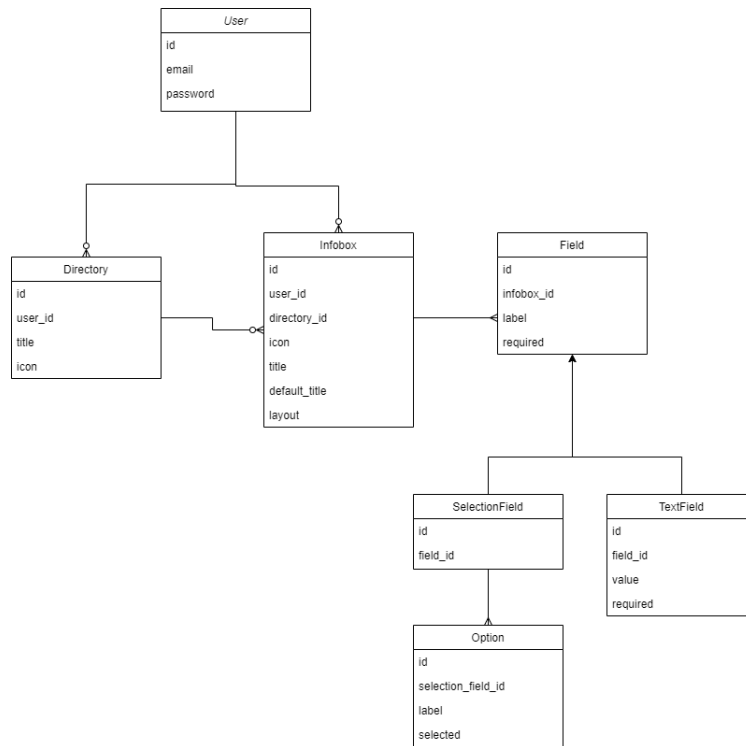 User
id
email
password
Directory
id
user_id
title
icon
Infobox
id
user_id
directory_id
icon
title
default_title
layout
Field
id
infobox_id
label
required
SelectionField
id
field_id
TextField
id
field_id
value
required
Option
id
selection_field_id
label
selected